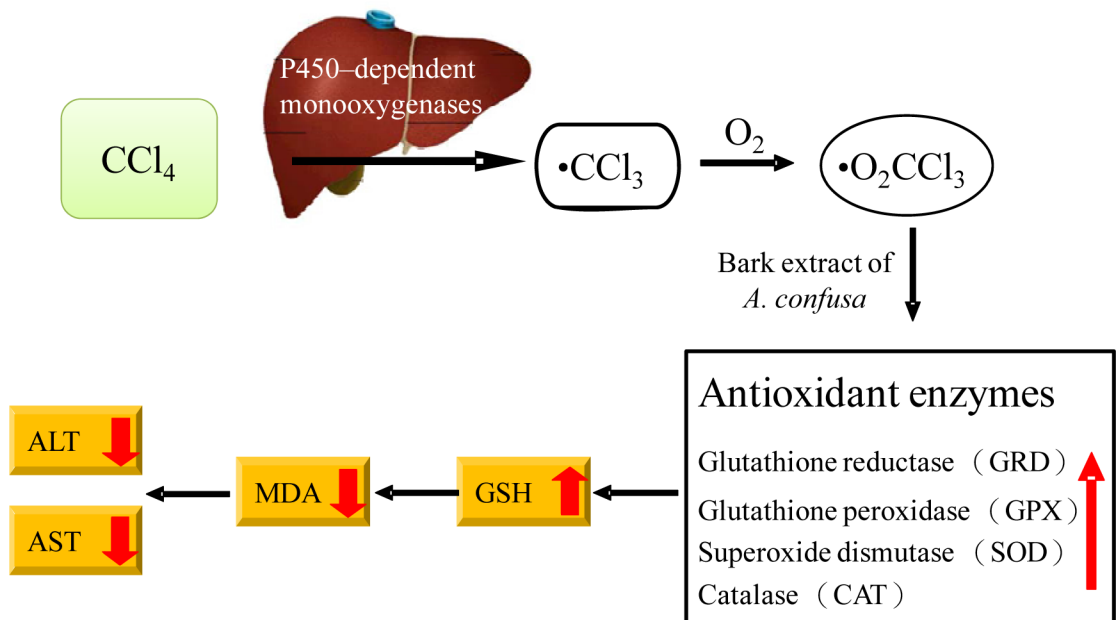 P450–dependent
monooxygenases
CCl₄
•CCl₃
O₂
•O₂CCl₃
Bark extract of
A. confusa
Antioxidant enzymes
Glutathione reductase （GRD）
Glutathione peroxidase （GPX）
Superoxide dismutase （SOD）
Catalase （CAT）
GSH
MDA
ALT
AST